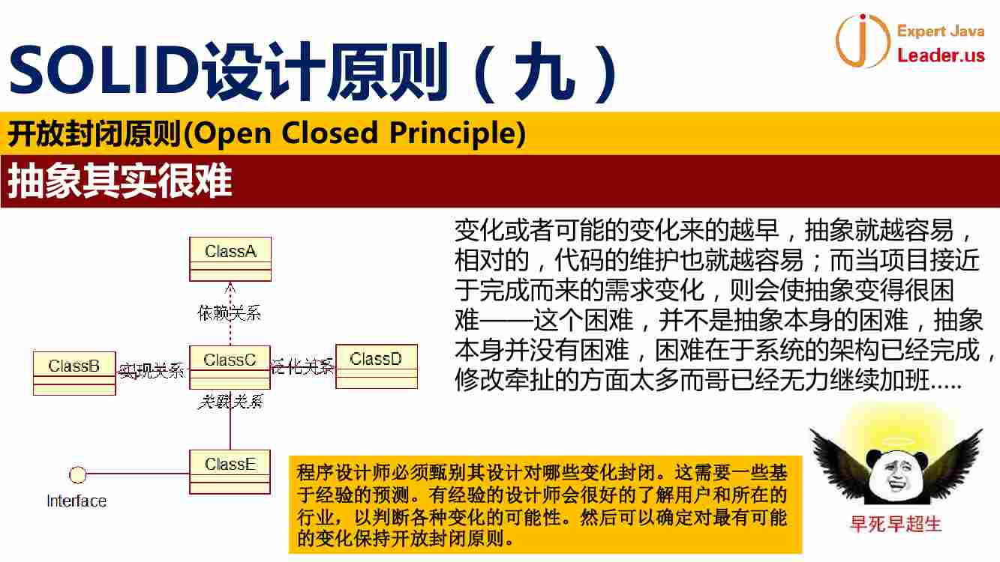 Expert Java
Leader.us
SOLID设计原则（九）
开放封闭原则(Open Closed Principle)
抽象其实很难
变化或者可能的变化来的越早，抽象就越容易，
相对的，代码的维护也就越容易；而当项目接近
于完成而来的需求变化，则会使抽象变得很困
难——这个困难，并不是抽象本身的困难，抽象
本身并没有困难，困难在于系统的架构已经完成，
修改牵扯的方面太多而哥已经无力继续加班.....
ClassA
依赖关系
ClassB
实现关系
ClassC
泛化关系
ClassD
关联关系
ClassE
Interface
程序设计师必须甄别其设计对哪些变化封闭。这需要一些基
于经验的预测。有经验的设计师会很好的了解用户和所在的
行业，以判断各种变化的可能性。然后可以确定对最有可能
的变化保持开放封闭原则。
早死早超生